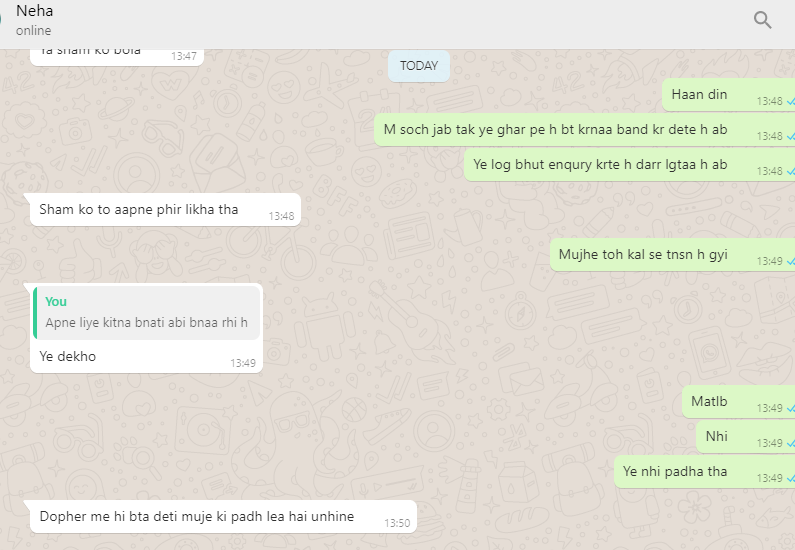 Neha
online
Ya sham ko bola
13:47
TODAY
Haan din
13:48
M soch jab tak ye ghar pe h bt krnaa band kr dete h ab
13:48
Ye log bhut enqury krte h darr lgtaa h ab
13:48
Sham ko to aapne phir likha tha
13:48
Mujhe toh kal se tnsn h gyi
13:49
You
Apne liye kitna bnati abi bnaa rhi h
Ye dekho
13:49
Matlb
13:49
Nhi
13:49
Ye nhi padha tha
13:49
Dopher me hi bta deti muje ki padh lea hai unhine
13:50